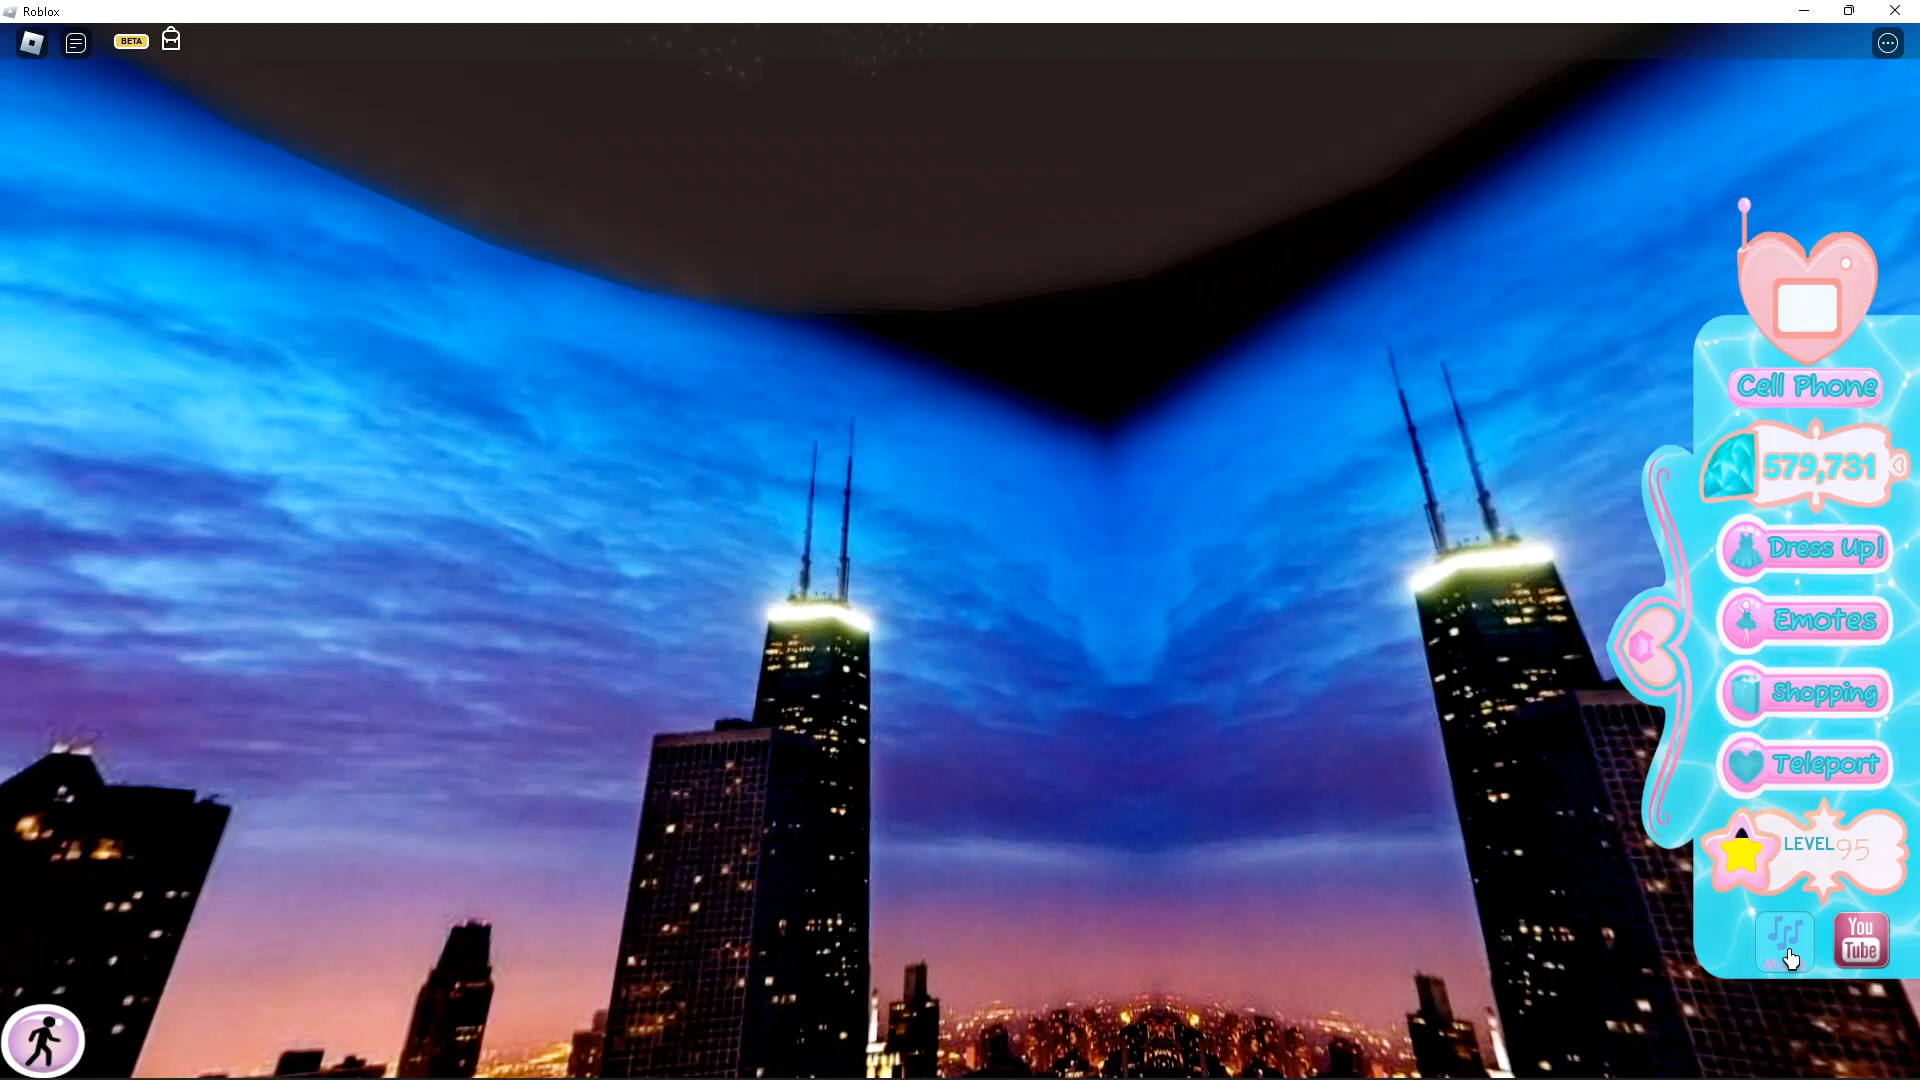 Roblox
BETA
Cell Phone
579,731
Dress Up!
Emotes
Shopping
Teleport
LEVEL 95
You
Tube